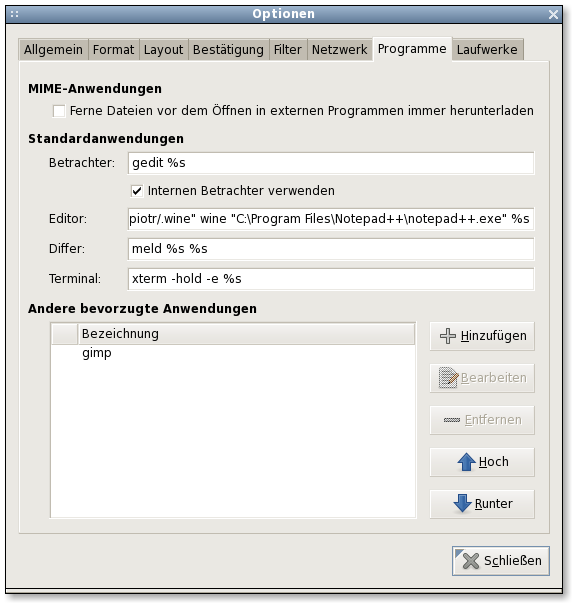 Optionen
Allgemein Format Layout Bestätigung Filter Netzwerk Programme Laufwerke
MIME-Anwendungen
Ferne Dateien vor dem Öffnen in externen Programmen immer herunterladen
Standardanwendungen
Betrachter: gedit %s
Internen Betrachter verwenden
Editor: piotr/.wine" wine "C:\Program Files\Notepad++\notepad++.exe" %s
Differ: meld %s %s
Terminal: xterm -hold -e %s
Andere bevorzugte Anwendungen
Bezeichnung
gimp
Hinzufügen
Bearbeiten
Entfernen
Hoch
Runter
Schließen